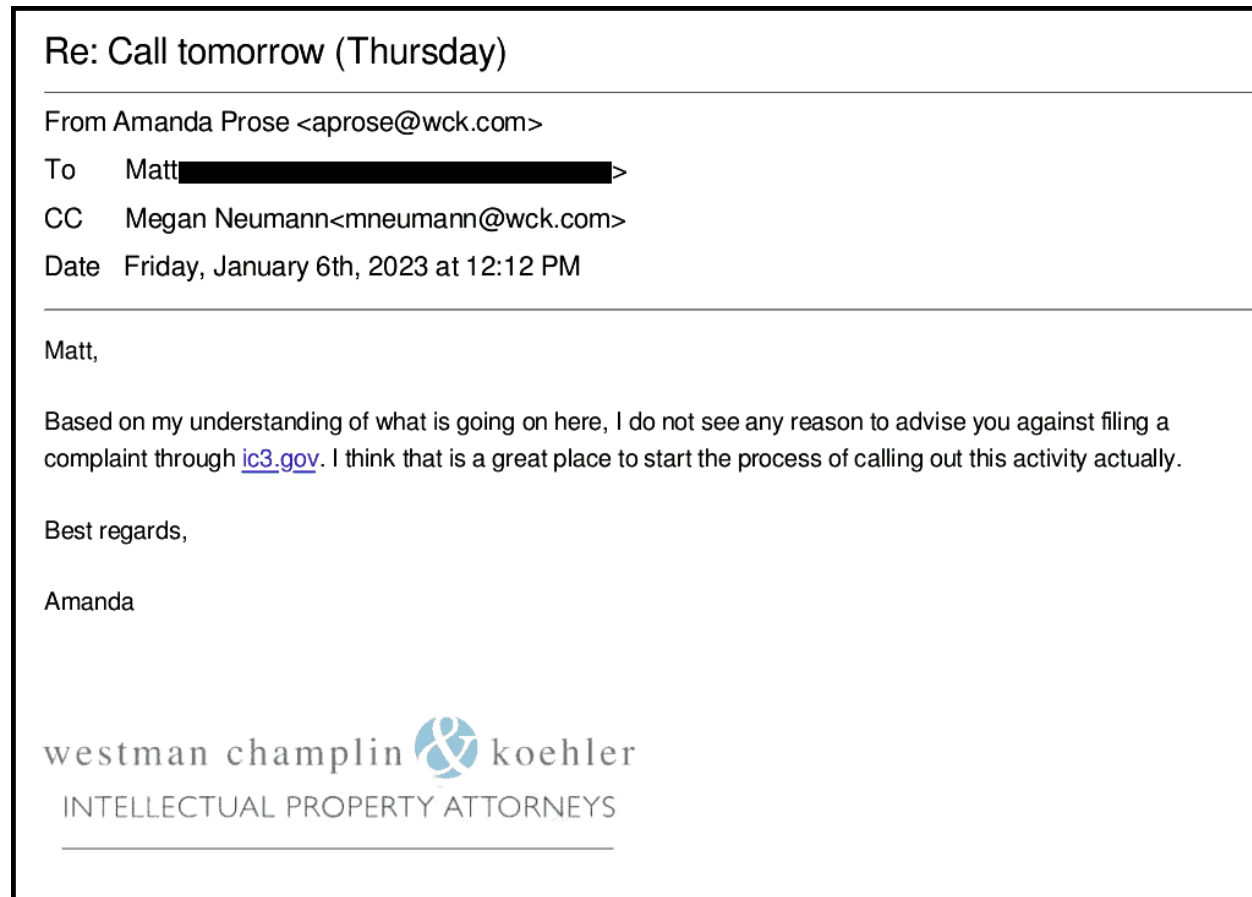 Re: Call tomorrow (Thursday)
From Amanda Prose <aprose@wck.com>
To Matt >
CC Megan Neumann<mneumann@wck.com>
Date Friday, January 6th, 2023 at 12:12 PM
Matt,
Based on my understanding of what is going on here, I do not see any reason to advise you against filing a
complaint through ic3.gov. I think that is a great place to start the process of calling out this activity actually.
Best regards,
Amanda
westman champlin & koehler
INTELLECTUAL PROPERTY ATTORNEYS